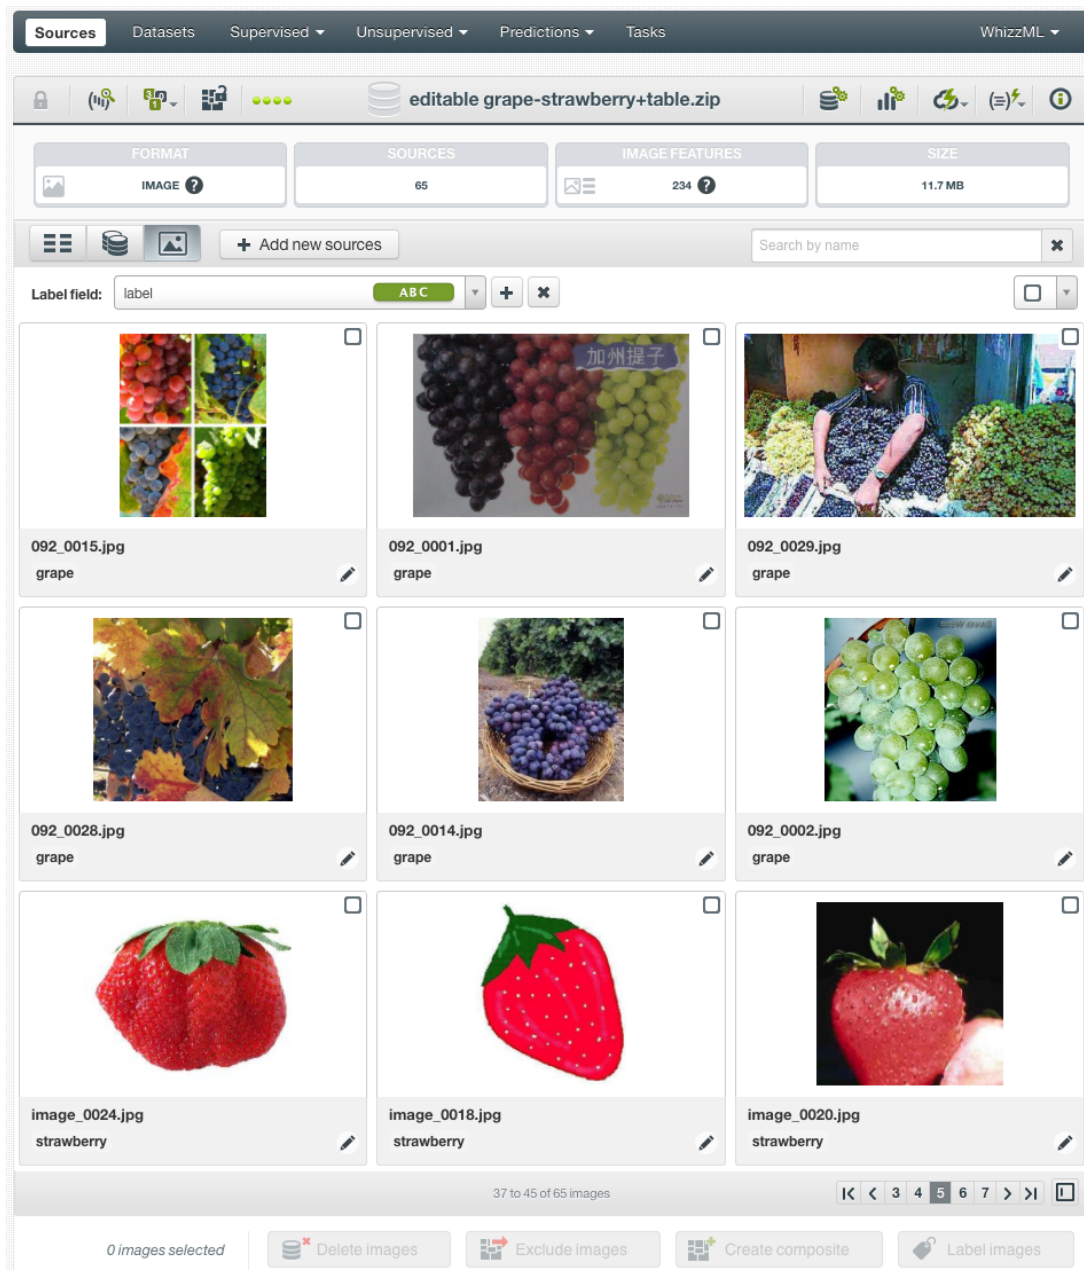 Sources Datasets Supervised Unsupervised Predictions Tasks WhizzML
editable grape-strawberry+table.zip
FORMAT SOURCES IMAGE FEATURES SIZE
IMAGE ? 65 234 ? 11.7 MB
+ Add new sources Search by name
Label field: label ABC
加州提子
092_0015.jpg 092_0001.jpg 092_0029.jpg
grape grape grape
092_0028.jpg 092_0014.jpg 092_0002.jpg
grape grape grape
image_0024.jpg image_0018.jpg image_0020.jpg
strawberry strawberry strawberry
37 to 45 of 65 images 3 4 5 6 7
0 images selected Delete images Exclude images Create composite Label images